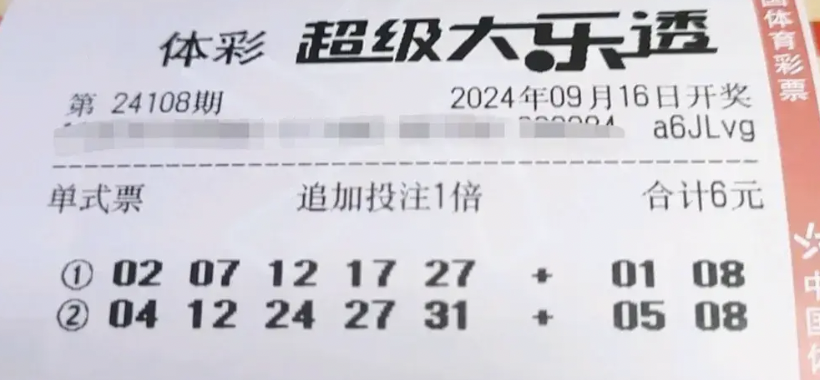 体彩 超级大乐透
第 24108期 2024年09月16日开奖
a6JLvg
单式票 追加投注1倍 合计6元
① 02 07 12 17 27 + 01 08
② 04 12 24 27 31 + 05 08
国体育彩票
中国体